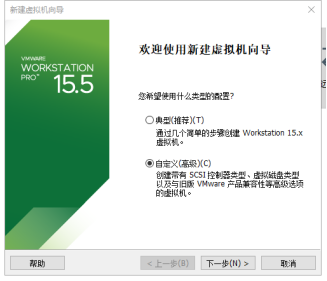 新建虚拟机向导
VMWARE
WORKSTATION
PRO™
15.5
欢迎使用新建虚拟机向导
您希望使用什么类型的配置?
典型(推荐)(T)
通过几个简单的步骤创建 Workstation 15.x
虚拟机。
自定义(高级)(C)
创建带有 SCSI 控制器类型、虚拟磁盘类型
以及与旧版 VMware 产品兼容性等高级选项
的虚拟机。
帮助
< 上一步(B)
下一步(N) >
取消